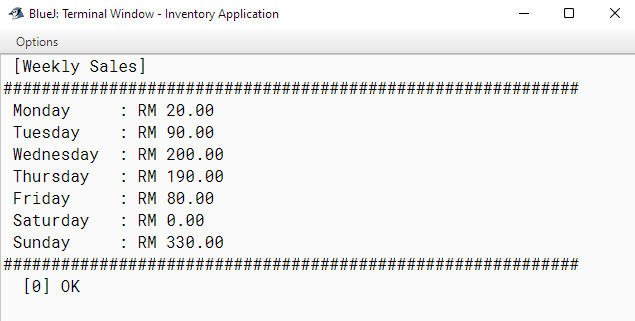 BlueJ: Terminal Window - Inventory Application
Options
[Weekly Sales]
############################################################
Monday     : RM 20.00
Tuesday    : RM 90.00
Wednesday  : RM 200.00
Thursday   : RM 190.00
Friday     : RM 80.00
Saturday   : RM 0.00
Sunday     : RM 330.00
############################################################
[0] OK